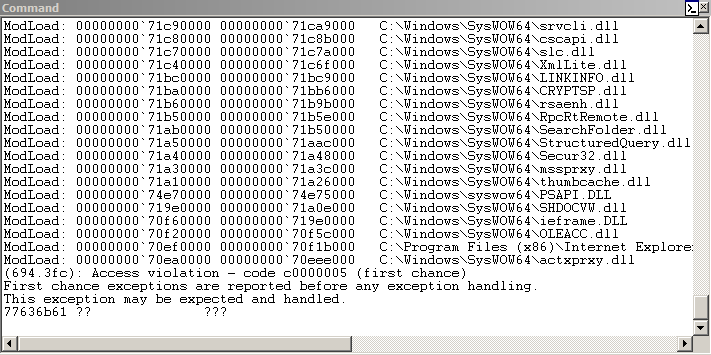 Command
ModLoad: 00000000`71c90000 00000000`71ca9000   C:\Windows\SysWOW64\srvcli.dll
ModLoad: 00000000`71c80000 00000000`71c8b000   C:\Windows\SysWOW64\cscapi.dll
ModLoad: 00000000`71c70000 00000000`71c7a000   C:\Windows\SysWOW64\slc.dll
ModLoad: 00000000`71c40000 00000000`71c6f000   C:\Windows\SysWOW64\XmlLite.dll
ModLoad: 00000000`71bc0000 00000000`71bc9000   C:\Windows\SysWOW64\LINKINFO.dll
ModLoad: 00000000`71ba0000 00000000`71bb6000   C:\Windows\SysWOW64\CRYPTSP.dll
ModLoad: 00000000`71b60000 00000000`71b9b000   C:\Windows\SysWOW64\rsaenh.dll
ModLoad: 00000000`71b50000 00000000`71b5e000   C:\Windows\SysWOW64\RpcRtRemote.dll
ModLoad: 00000000`71ab0000 00000000`71b50000   C:\Windows\SysWOW64\SearchFolder.dll
ModLoad: 00000000`71a50000 00000000`71aac000   C:\Windows\SysWOW64\StructuredQuery.dll
ModLoad: 00000000`71a40000 00000000`71a48000   C:\Windows\SysWOW64\Secur32.dll
ModLoad: 00000000`71a30000 00000000`71a3c000   C:\Windows\SysWOW64\mssprxy.dll
ModLoad: 00000000`71a10000 00000000`71a26000   C:\Windows\SysWOW64\thumbcache.dll
ModLoad: 00000000`74e70000 00000000`74e75000   C:\Windows\syswow64\PSAPI.DLL
ModLoad: 00000000`719e0000 00000000`71a0e000   C:\Windows\SysWOW64\SHDOCVW.dll
ModLoad: 00000000`70f60000 00000000`719e0000   C:\Windows\SysWOW64\ieframe.DLL
ModLoad: 00000000`70f20000 00000000`70f5c000   C:\Windows\SysWOW64\OLEACC.dll
ModLoad: 00000000`70ef0000 00000000`70f1b000   C:\Program Files (x86)\Internet Explorer
ModLoad: 00000000`70ea0000 00000000`70eee000   C:\Windows\SysWOW64\actxprxy.dll
(694.3fc): Access violation - code c0000005 (first chance)
First chance exceptions are reported before any exception handling.
This exception may be expected and handled.
77636b61 ??              ???